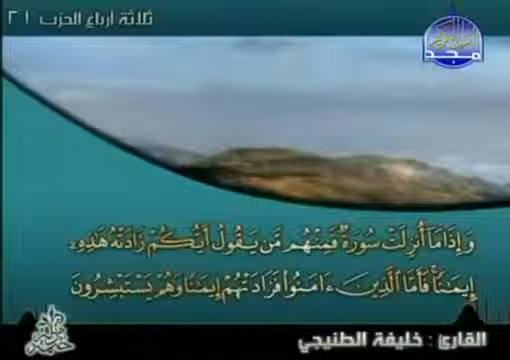 ثلاثة أرباع الحزب ٢١
مجد
وَإِذَا مَا أُنزِلَتْ سُورَةٌ فَمِنْهُم مَّن يَقُولُ أَيُّكُمْ زَادَتْهُ هَٰذِهِۦٓ
إِيمَٰنًا فَأَمَّا ٱلَّذِينَ ءَامَنُوا۟ فَزَادَتْهُمْ إِيمَٰنًا وَهُمْ يَسْتَبْشِرُونَ
القارئ : خليفة الطنيجي